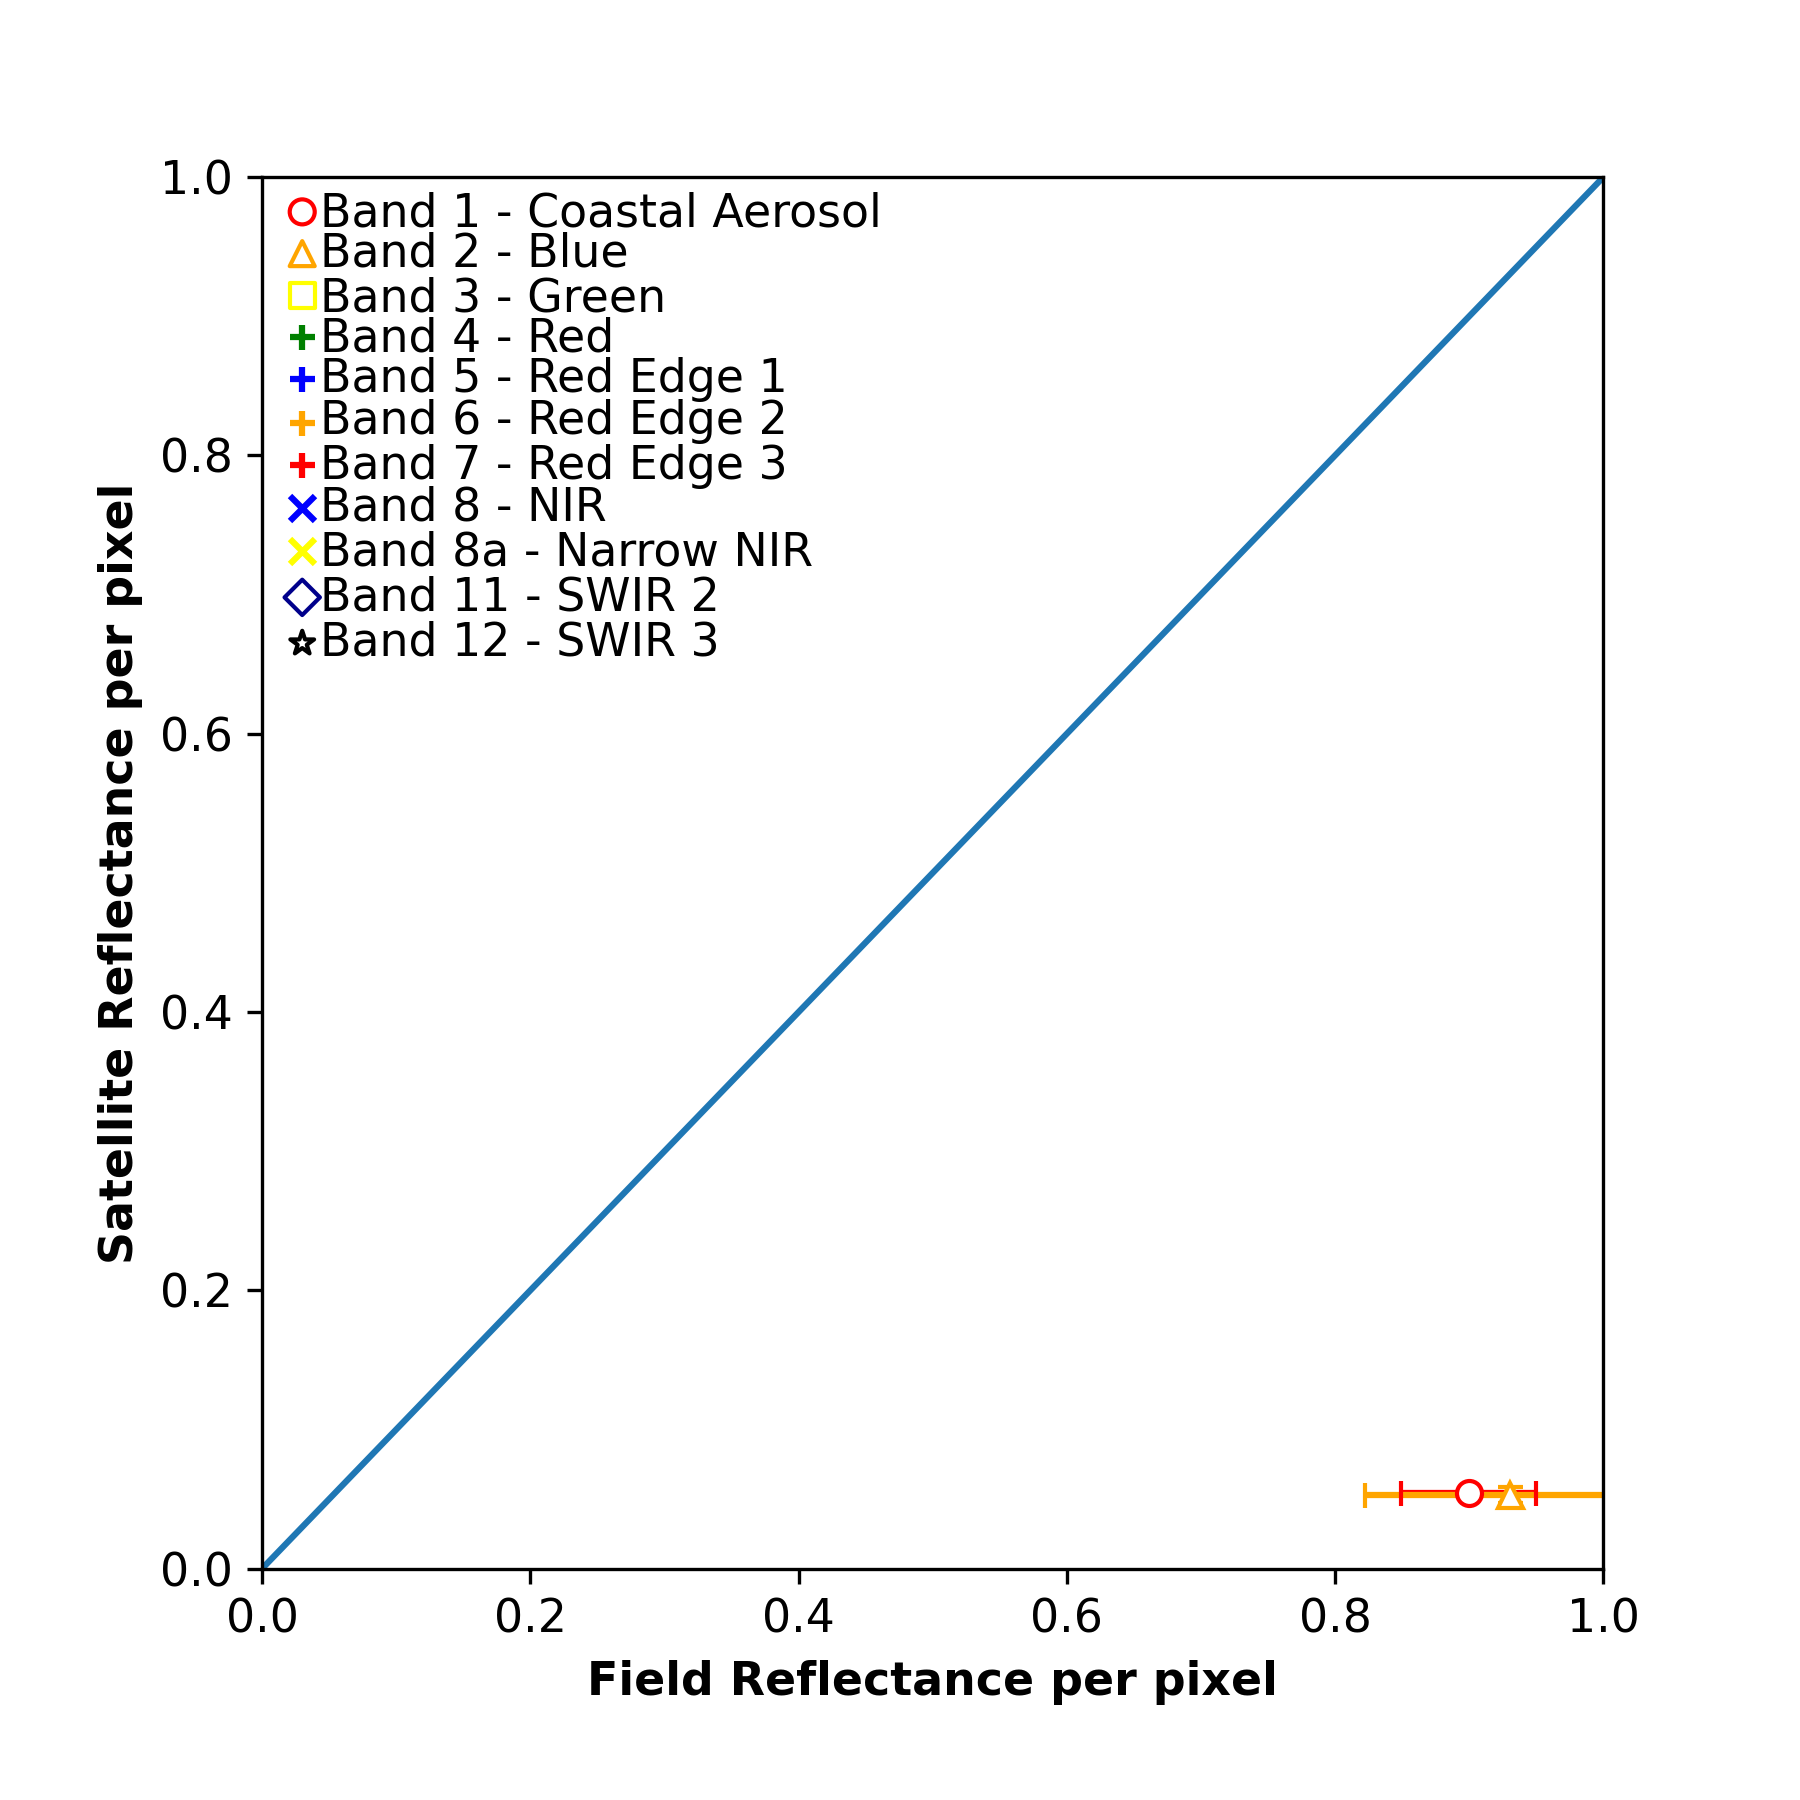 1.0
Band 1 - Coastal Aerosol
Band 2 - Blue
Band 3 - Green
Band 4 - Red
Band 5 - Red Edge 1
Band 6 - Red Edge 2
Band 7 - Red Edge 3
Band 8 - NIR
Band 8a - Narrow NIR
Band 11 - SWIR 2
Band 12 - SWIR 3
0.8
0.6
0.4
0.2
0.0
Satellite Reflectance per pixel
0.0 0.2 0.4 0.6 0.8 1.0
Field Reflectance per pixel